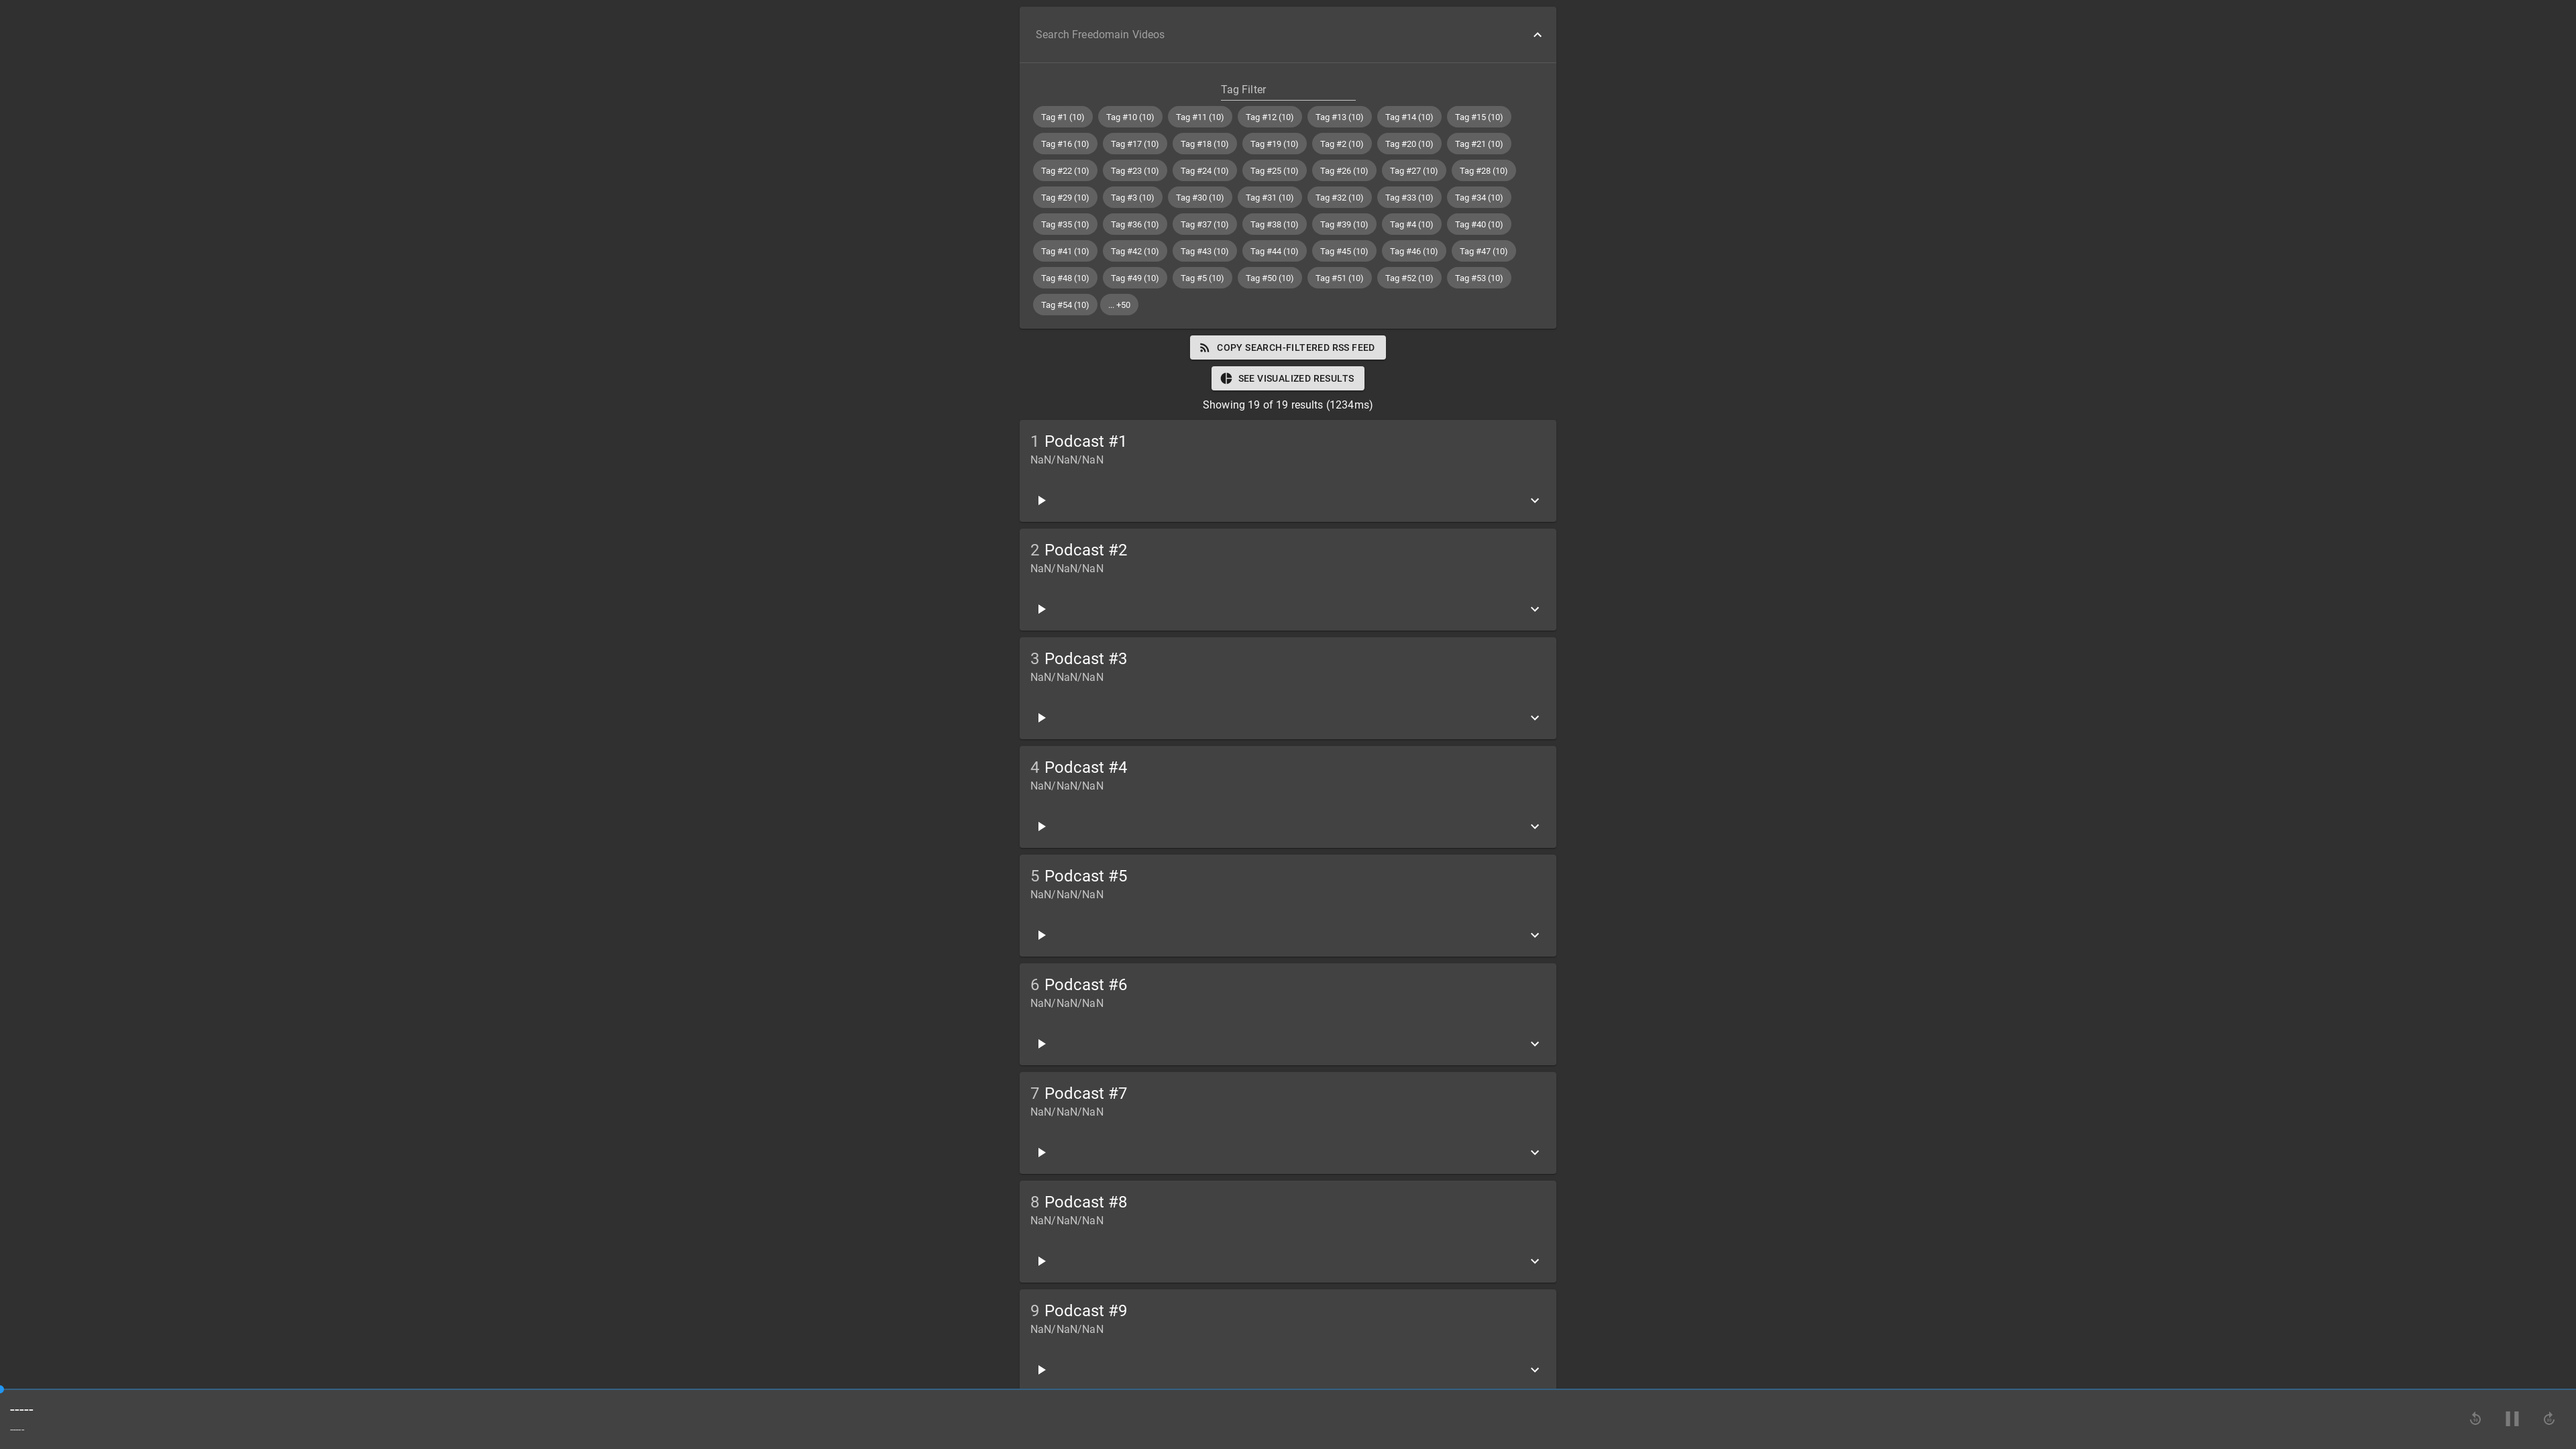 Search Freedomain Videos
Tag Filter
Tag #1 (10) Tag #10 (10) Tag #11 (10) Tag #12 (10) Tag #13 (10) Tag #14 (10) Tag #15 (10)
Tag #16 (10) Tag #17 (10) Tag #18 (10) Tag #19 (10) Tag #2 (10) Tag #20 (10) Tag #21 (10)
Tag #22 (10) Tag #23 (10) Tag #24 (10) Tag #25 (10) Tag #26 (10) Tag #27 (10) Tag #28 (10)
Tag #29 (10) Tag #3 (10) Tag #30 (10) Tag #31 (10) Tag #32 (10) Tag #33 (10) Tag #34 (10)
Tag #35 (10) Tag #36 (10) Tag #37 (10) Tag #38 (10) Tag #39 (10) Tag #4 (10) Tag #40 (10)
Tag #41 (10) Tag #42 (10) Tag #43 (10) Tag #44 (10) Tag #45 (10) Tag #46 (10) Tag #47 (10)
Tag #48 (10) Tag #49 (10) Tag #5 (10) Tag #50 (10) Tag #51 (10) Tag #52 (10) Tag #53 (10)
Tag #54 (10) ... +50
COPY SEARCH-FILTERED RSS FEED
SEE VISUALIZED RESULTS
Showing 19 of 19 results (1234ms)
1 Podcast #1
NaN/NaN/NaN
2 Podcast #2
NaN/NaN/NaN
3 Podcast #3
NaN/NaN/NaN
4 Podcast #4
NaN/NaN/NaN
5 Podcast #5
NaN/NaN/NaN
6 Podcast #6
NaN/NaN/NaN
7 Podcast #7
NaN/NaN/NaN
8 Podcast #8
NaN/NaN/NaN
9 Podcast #9
NaN/NaN/NaN
-----
-----